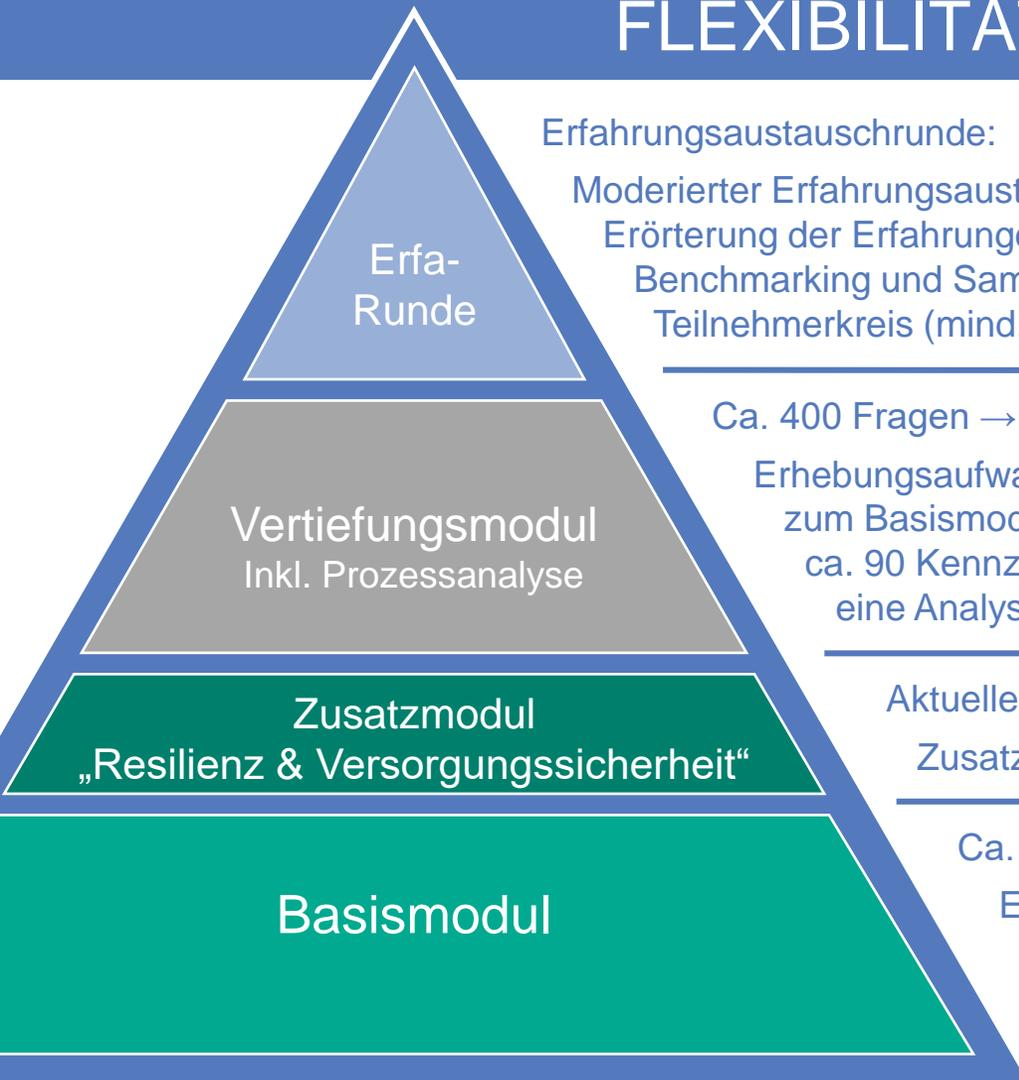 FLEXIBILITÄ
Erfahrungsaustauschrunde:
Moderierter Erfahrungsaust
Erörterung der Erfahrunge
Benchmarking und Sam
Teilnehmerkreis (mind.
Erfa-
Runde
Ca. 400 Fragen →
Erhebungsaufwa
zum Basismod
ca. 90 Kennz
eine Analys
Vertiefungsmodul
Inkl. Prozessanalyse
Aktuelle
Zusatz
Zusatzmodul
„Resilienz & Versorgungssicherheit“
Ca.
E
Basismodul